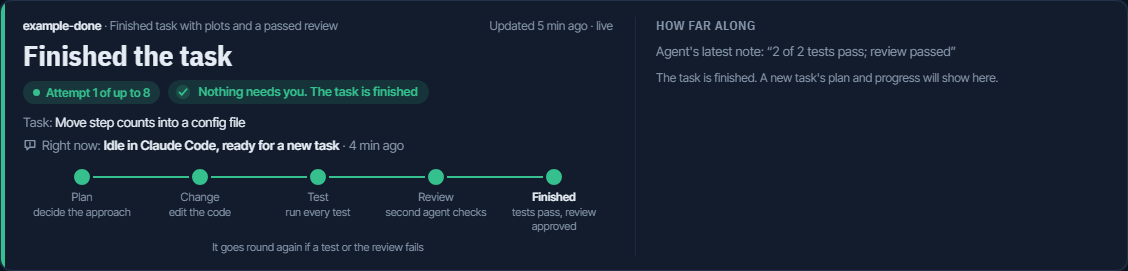 example-done · Finished task with plots and a passed review
Updated 5 min ago · live
Finished the task
Attempt 1 of up to 8
Nothing needs you. The task is finished
Task: Move step counts into a config file
Right now: Idle in Claude Code, ready for a new task · 4 min ago
Plan
decide the approach
Change
edit the code
Test
run every test
Review
second agent checks
Finished
tests pass, review
approved
It goes round again if a test or the review fails
HOW FAR ALONG
Agent's latest note: “2 of 2 tests pass; review passed”
The task is finished. A new task's plan and progress will show here.